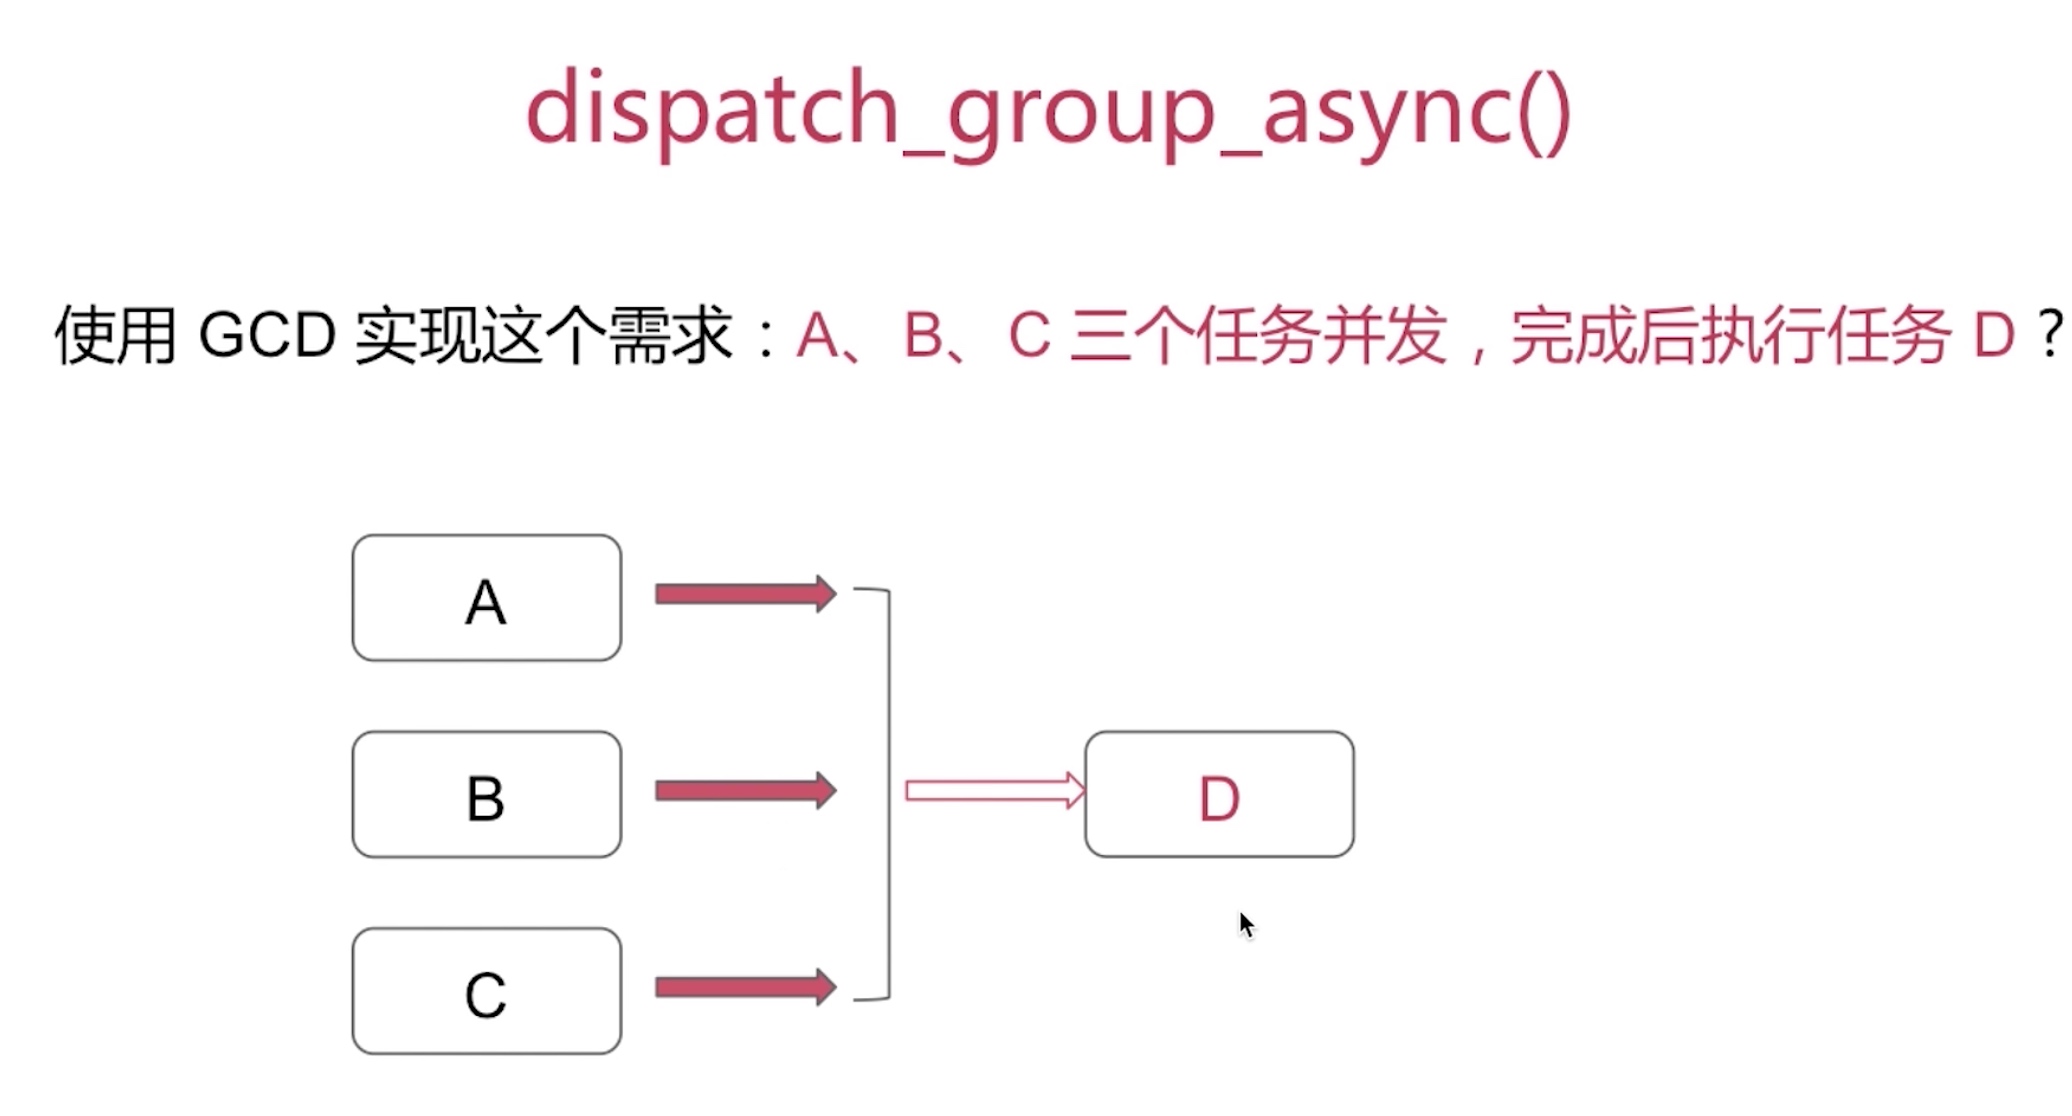 dispatch_group_async()
使用 GCD 实现这个需求：A、B、C 三个任务并发，完成后执行任务 D？
A
B
D
C